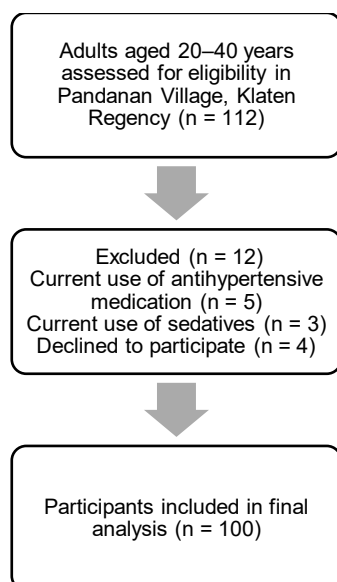 Adults aged 20–40 years
assessed for eligibility in
Pandanan Village, Klaten
Regency (n = 112)
Excluded (n = 12)
Current use of antihypertensive
medication (n = 5)
Current use of sedatives (n = 3)
Declined to participate (n = 4)
Participants included in final
analysis (n = 100)